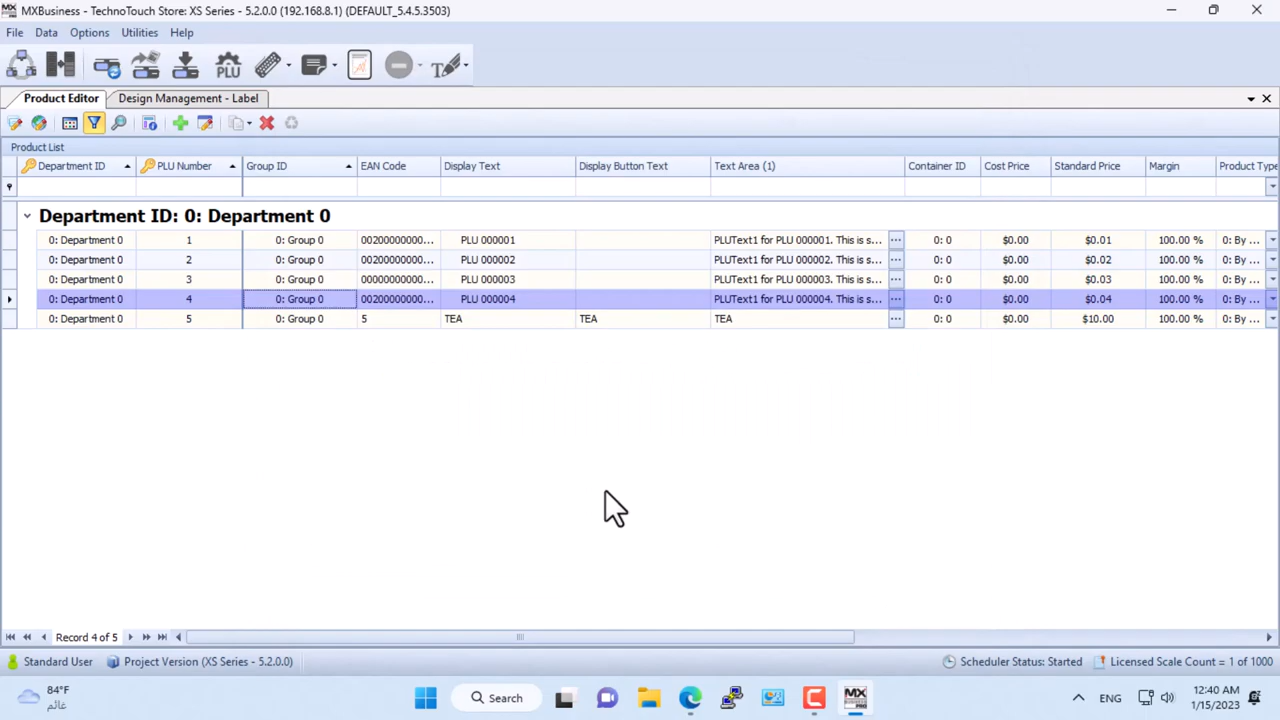 MXBusiness - TechnoTouch Store: XS Series - 5.2.0.0 (192.168.8.1) (DEFAULT_5.4.5.3503)
File Data Options Utilities Help
PLU
Product Editor Design Management - Label
Product List
Department ID PLU Number Group ID EAN Code Display Text Display Button Text Text Area (1) Container ID Cost Price Standard Price Margin Product Type
Department ID: 0: Department 0
0: Department 0 1 0: Group 0 00200000000... PLU 000001 PLUText1 for PLU 000001. This is s... ... 0: 0 $0.00 $0.01 100.00 % 0: By ...
0: Department 0 2 0: Group 0 00200000000... PLU 000002 PLUText1 for PLU 000002. This is s... ... 0: 0 $0.00 $0.02 100.00 % 0: By ...
0: Department 0 3 0: Group 0 00000000000... PLU 000003 PLUText1 for PLU 000003. This is s... ... 0: 0 $0.00 $0.03 100.00 % 0: By ...
0: Department 0 4 0: Group 0 00200000000... PLU 000004 PLUText1 for PLU 000004. This is s... ... 0: 0 $0.00 $0.04 100.00 % 0: By ...
0: Department 0 5 0: Group 0 5 TEA TEA TEA ... 0: 0 $0.00 $10.00 100.00 % 0: By ...
Record 4 of 5
Standard User Project Version (XS Series - 5.2.0.0) Scheduler Status: Started Licensed Scale Count = 1 of 1000
84°F
غائم
Search
MX
ENG
12:40 AM
1/15/2023